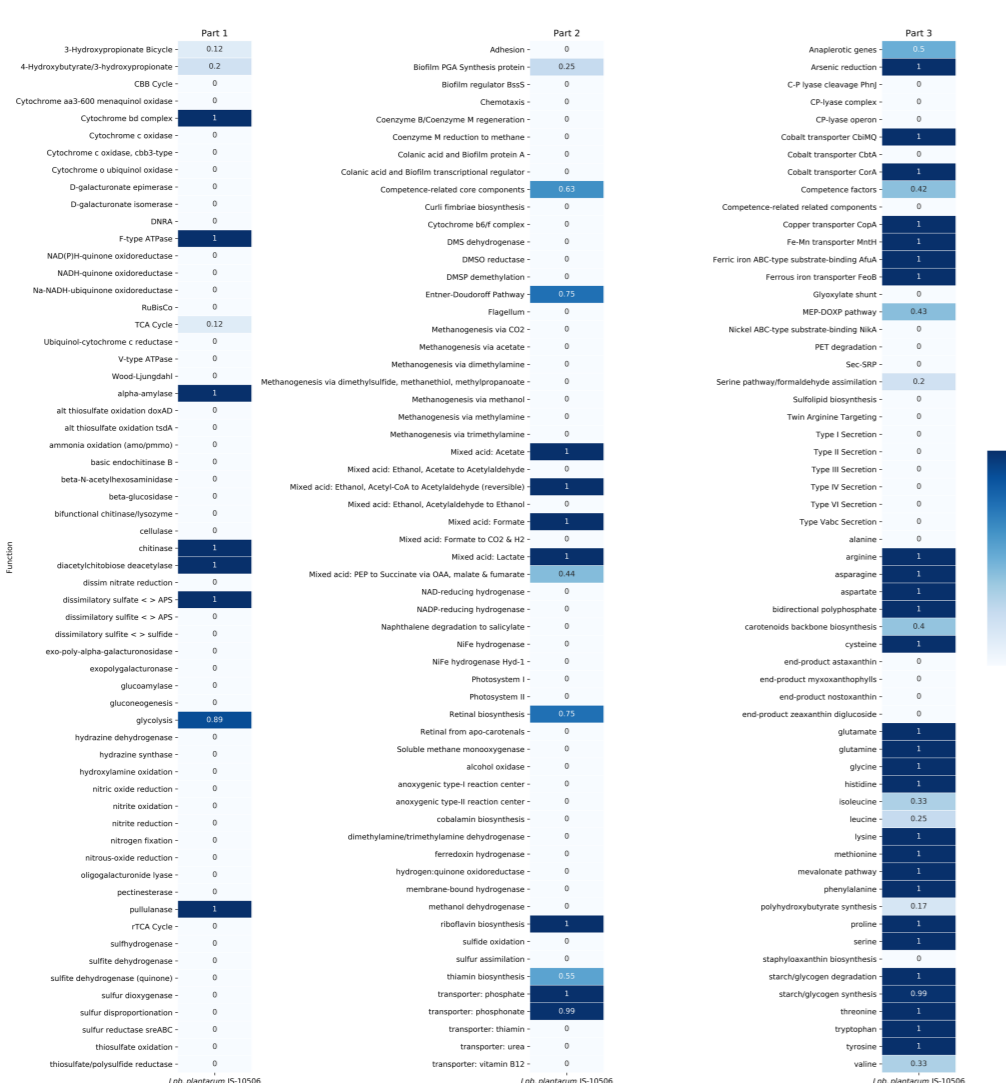 Part 1
3-Hydroxypropionate Bicycle 0.12
4-Hydroxybutyrate/3-hydroxypropionate 0.2
CBB Cycle 0
Cytochrome aa3-600 menaquinol oxidase 0
Cytochrome bd complex 1
Cytochrome c oxidase 0
Cytochrome c oxidase, cbb3-type 0
Cytochrome o ubiquinol oxidase 0
D-galacturonate epimerase 0
D-galacturonate isomerase 0
DNRA 0
F-type ATPase 1
NAD(P)H-quinone oxidoreductase 0
NADH-quinone oxidoreductase 0
Na-NADH-ubiquinone oxidoreductase 0
RuBisCo 0
TCA Cycle 0.12
Ubiquinol-cytochrome c reductase 0
V-type ATPase 0
Wood-Ljungdahl 0
alpha-amylase 1
alt thiosulfate oxidation doxAD 0
alt thiosulfate oxidation tsdA 0
ammonia oxidation (amo/pmmo) 0
basic endochitinase B 0
beta-N-acetylhexosaminidase 0
beta-glucosidase 0
bifunctional chitinase/lysozyme 0
cellulase 0
chitinase 1
diacetylchitobiose deacetylase 1
dissim nitrate reduction 0
dissimilatory sulfate < > APS 1
dissimilatory sulfite < > APS 0
dissimilatory sulfite < > sulfide 0
exo-poly-alpha-galacturonosidase 0
exopolygalacturonase 0
glucoamylase 0
gluconeogenesis 0
glycolysis 0.89
hydrazine dehydrogenase 0
hydrazine synthase 0
hydroxylamine oxidation 0
nitric oxide reduction 0
nitrite oxidation 0
nitrite reduction 0
nitrogen fixation 0
nitrous-oxide reduction 0
oligogalacturonide lyase 0
pectinesterase 0
pullulanase 1
rTCA Cycle 0
sulfhydrogenase 0
sulfite dehydrogenase 0
sulfite dehydrogenase (quinone) 0
sulfur dioxygenase 0
sulfur disproportionation 0
sulfur reductase sreABC 0
thiosulfate oxidation 0
thiosulfate/polysulfide reductase 0
Function
Lpb. plantarum IS-10506
Part 2
Adhesion 0
Biofilm PGA Synthesis protein 0.25
Biofilm regulator BssS 0
Chemotaxis 0
Coenzyme B/Coenzyme M regeneration 0
Coenzyme M reduction to methane 0
Colanic acid and Biofilm protein A 0
Colanic acid and Biofilm transcriptional regulator 0
Competence-related core components 0.63
Curli fimbriae biosynthesis 0
Cytochrome b6/f complex 0
DMS dehydrogenase 0
DMSO reductase 0
DMSP demethylation 0
Entner-Doudoroff Pathway 0.75
Flagellum 0
Methanogenesis via CO2 0
Methanogenesis via acetate 0
Methanogenesis via dimethylamine 0
Methanogenesis via dimethylsulfide, methanethiol, methylpropanoate 0
Methanogenesis via methanol 0
Methanogenesis via methylamine 0
Methanogenesis via trimethylamine 0
Mixed acid: Acetate 1
Mixed acid: Ethanol, Acetate to Acetaldehyde 0
Mixed acid: Ethanol, Acetyl-CoA to Acetaldehyde (reversible) 1
Mixed acid: Ethanol, Acetaldehyde to Ethanol 0
Mixed acid: Formate 1
Mixed acid: Formate to CO2 & H2 0
Mixed acid: Lactate 1
Mixed acid: PEP to Succinate via OAA, malate & fumarate 0.44
NAD-reducing hydrogenase 0
NADP-reducing hydrogenase 0
Naphthalene degradation to salicylate 0
NiFe hydrogenase 0
NiFe hydrogenase Hyd-1 0
Photosystem I 0
Photosystem II 0
Retinal biosynthesis 0.75
Retinal from apo-carotenals 0
Soluble methane monooxygenase 0
alcohol oxidase 0
anoxygenic type-I reaction center 0
anoxygenic type-II reaction center 0
cobalamin biosynthesis 0
dimethylamine/trimethylamine dehydrogenase 0
ferredoxin hydrogenase 0
hydrogen:quinone oxidoreductase 0
membrane-bound hydrogenase 0
methanol dehydrogenase 0
riboflavin biosynthesis 1
sulfide oxidation 0
sulfur assimilation 0
thiamin biosynthesis 0.55
transporter: phosphate 1
transporter: phosphonate 0.99
transporter: thiamin 0
transporter: urea 0
transporter: vitamin B12 0
Lpb. plantarum IS-10506
Part 3
Anaplerotic genes 0.5
Arsenic reduction 1
C-P lyase cleavage PhnJ 0
CP-lyase complex 0
CP-lyase operon 0
Cobalt transporter CbiMQ 1
Cobalt transporter CbtA 0
Cobalt transporter CorA 1
Competence factors 0.42
Competence-related related components 0
Copper transporter CopA 1
Fe-Mn transporter MntH 1
Ferric iron ABC-type substrate-binding AfuA 1
Ferrous iron transporter FeoB 1
Glyoxylate shunt 0
MEP-DOXP pathway 0.43
Nickel ABC-type substrate-binding NikA 0
PET degradation 0
Sec-SRP 0
Serine pathway/formaldehyde assimilation 0.2
Sulfolipid biosynthesis 0
Twin Arginine Targeting 0
Type I Secretion 0
Type II Secretion 0
Type III Secretion 0
Type IV Secretion 0
Type VI Secretion 0
Type Vabc Secretion 0
alanine 0
arginine 1
asparagine 1
aspartate 1
bidirectional polyphosphate 1
carotenoids backbone biosynthesis 0.4
cysteine 1
end-product astaxanthin 0
end-product myxoxanthophylls 0
end-product nostoxanthin 0
end-product zeaxanthin diglucoside 0
glutamate 1
glutamine 1
glycine 1
histidine 1
isoleucine 0.33
leucine 0.25
lysine 1
methionine 1
mevalonate pathway 1
phenylalanine 1
polyhydroxybutyrate synthesis 0.17
proline 1
serine 1
staphyloaxanthin biosynthesis 0
starch/glycogen degradation 1
starch/glycogen synthesis 0.99
threonine 1
tryptophan 1
tyrosine 1
valine 0.33
Lpb. plantarum IS-10506